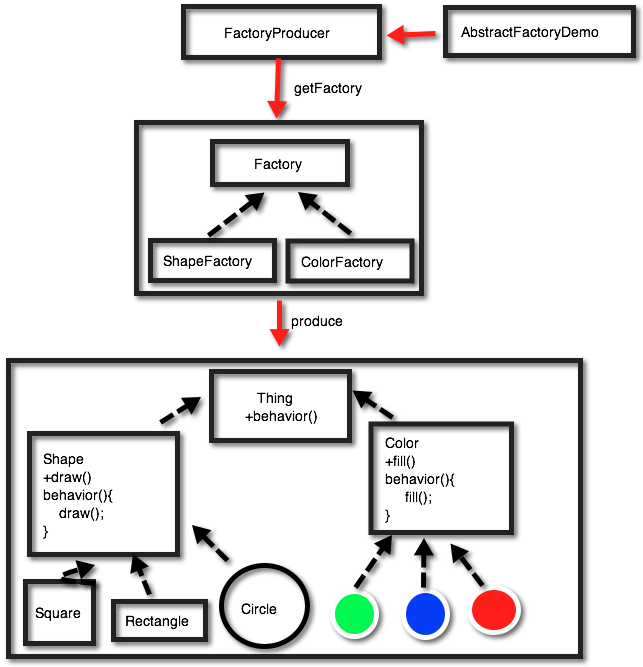 FactoryProducer
AbstractFactoryDemo
getFactory
Factory
ShapeFactory
ColorFactory
produce
Thing
+behavior()
Shape
+draw()
behavior(){
draw();
}
Color
+fill()
behavior(){
fill();
}
Square
Rectangle
Circle